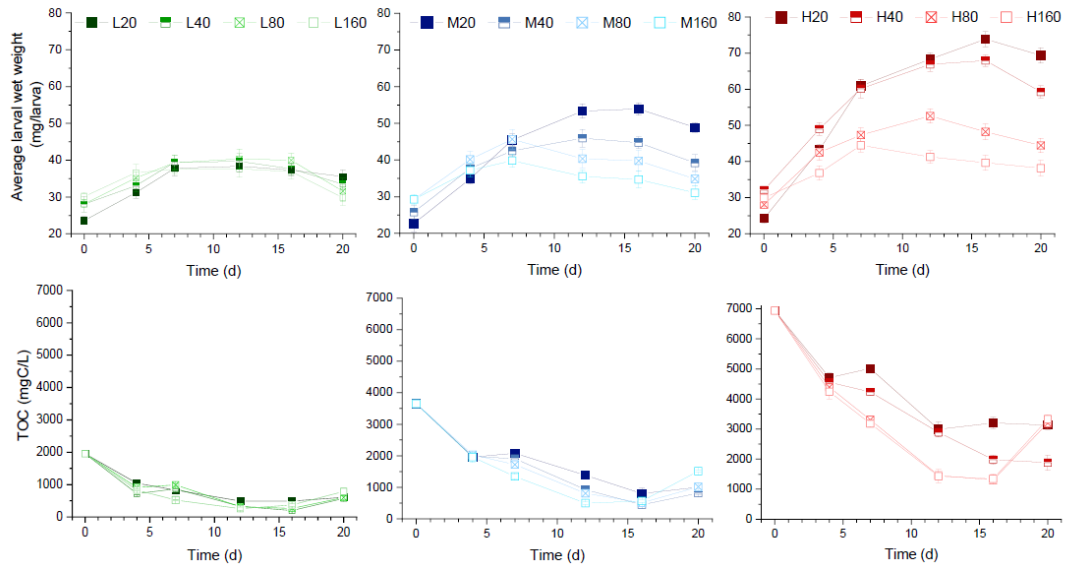 L20 L40 L80 L160
M20 M40 M80 M160
H20 H40 H80 H160
Average larval wet weight
(mg/larva)
80
70
60
50
40
30
20
0 5 10 15 20
Time (d)
80
70
60
50
40
30
20
0 5 10 15 20
Time (d)
80
70
60
50
40
30
20
0 5 10 15 20
Time (d)
TOC (mgC/L)
7000
6000
5000
4000
3000
2000
1000
0
0 5 10 15 20
Time (d)
7000
6000
5000
4000
3000
2000
1000
0
0 5 10 15 20
Time (d)
7000
6000
5000
4000
3000
2000
1000
0
0 5 10 15 20
Time (d)